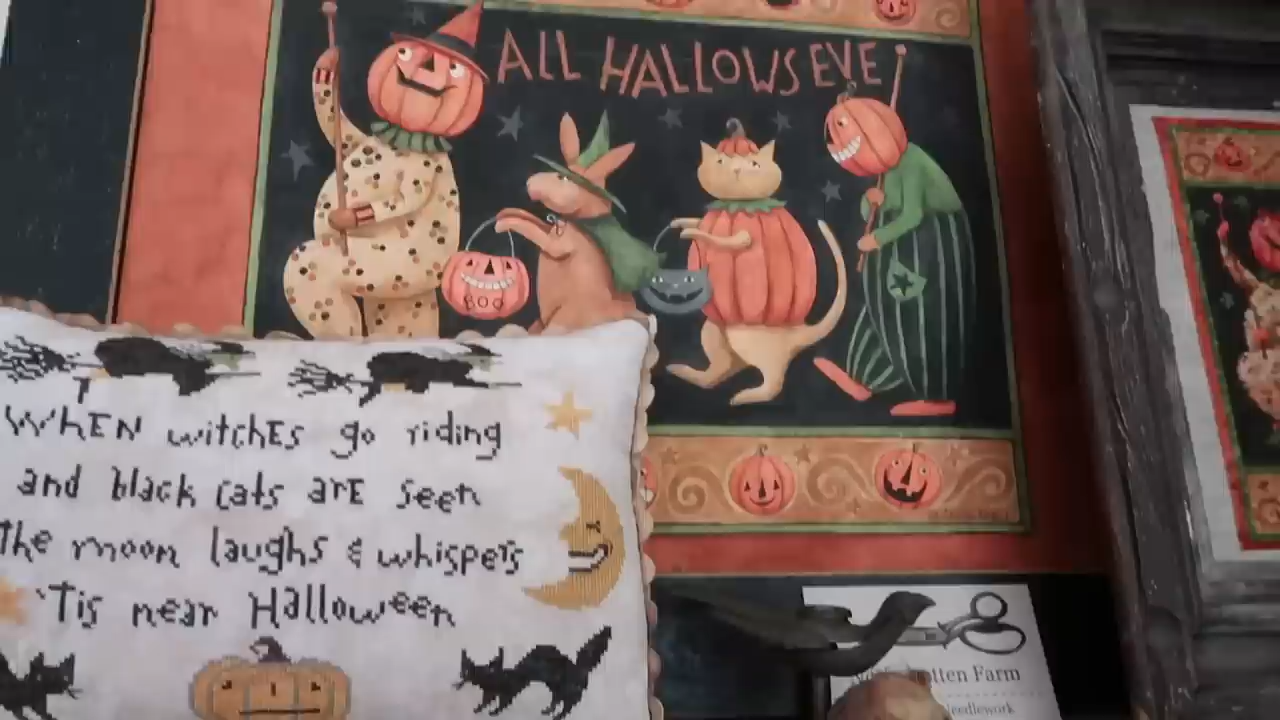 ALL HALLOWS EVE
BOO
WhEN witchEs go riding
and black cats arE seen
The moon laughs & whispers
'Tis near Halloween
Farm
Needlework